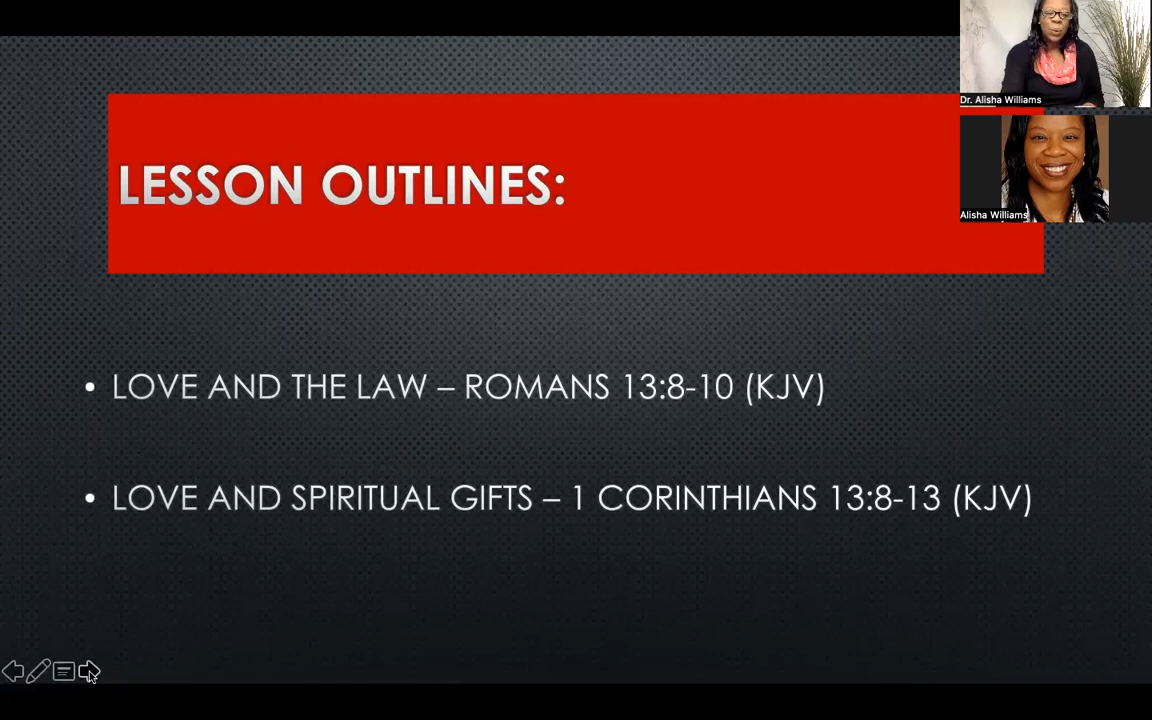 Dr. Alisha Williams
Alisha Williams
LESSON OUTLINES:
• LOVE AND THE LAW – ROMANS 13:8-10 (KJV)
• LOVE AND SPIRITUAL GIFTS – 1 CORINTHIANS 13:8-13 (KJV)